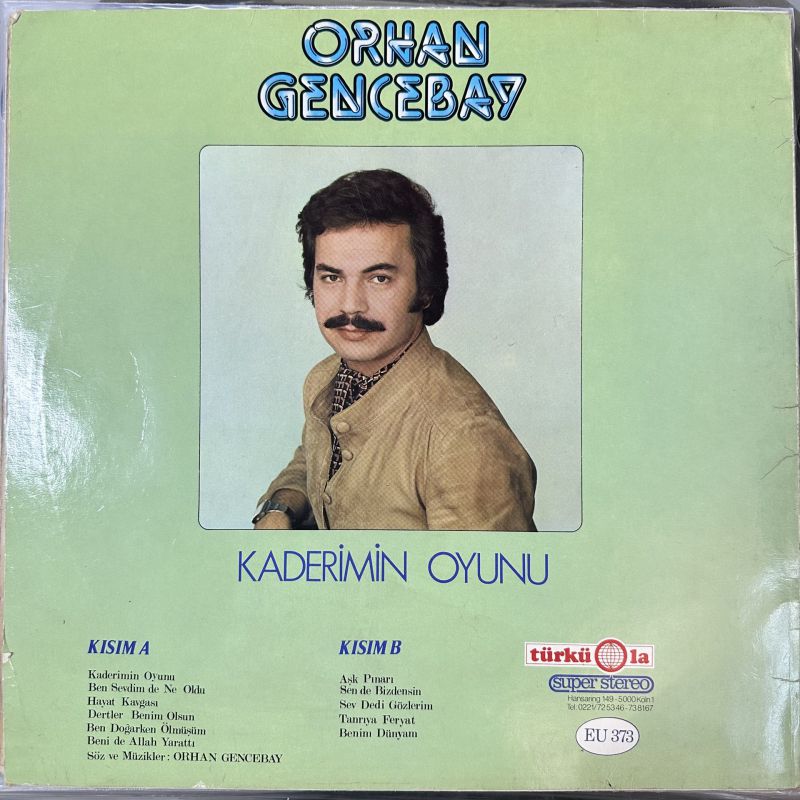 ORHAN
GENCEBAY
KADERİMİN OYUNU
KISIM A
Kaderimin Oyunu
Ben Sevdim de Ne Oldu
Hayat Kavgası
Dertler Benim Olsun
Ben Doğarken Ölmüşüm
Beni de Allah Yarattı
Söz ve Müzikler: ORHAN GENCEBAY
KISIM B
Aşk Pınarı
Sen de Bizdensin
Sev Dedi Gözlerim
Tanrıya Feryat
Benim Dünyam
türküola
super stereo
Hansaring 149 - 5000 Köln 1
Tel: 0221/72 53 46 - 73 81 67
EU 373